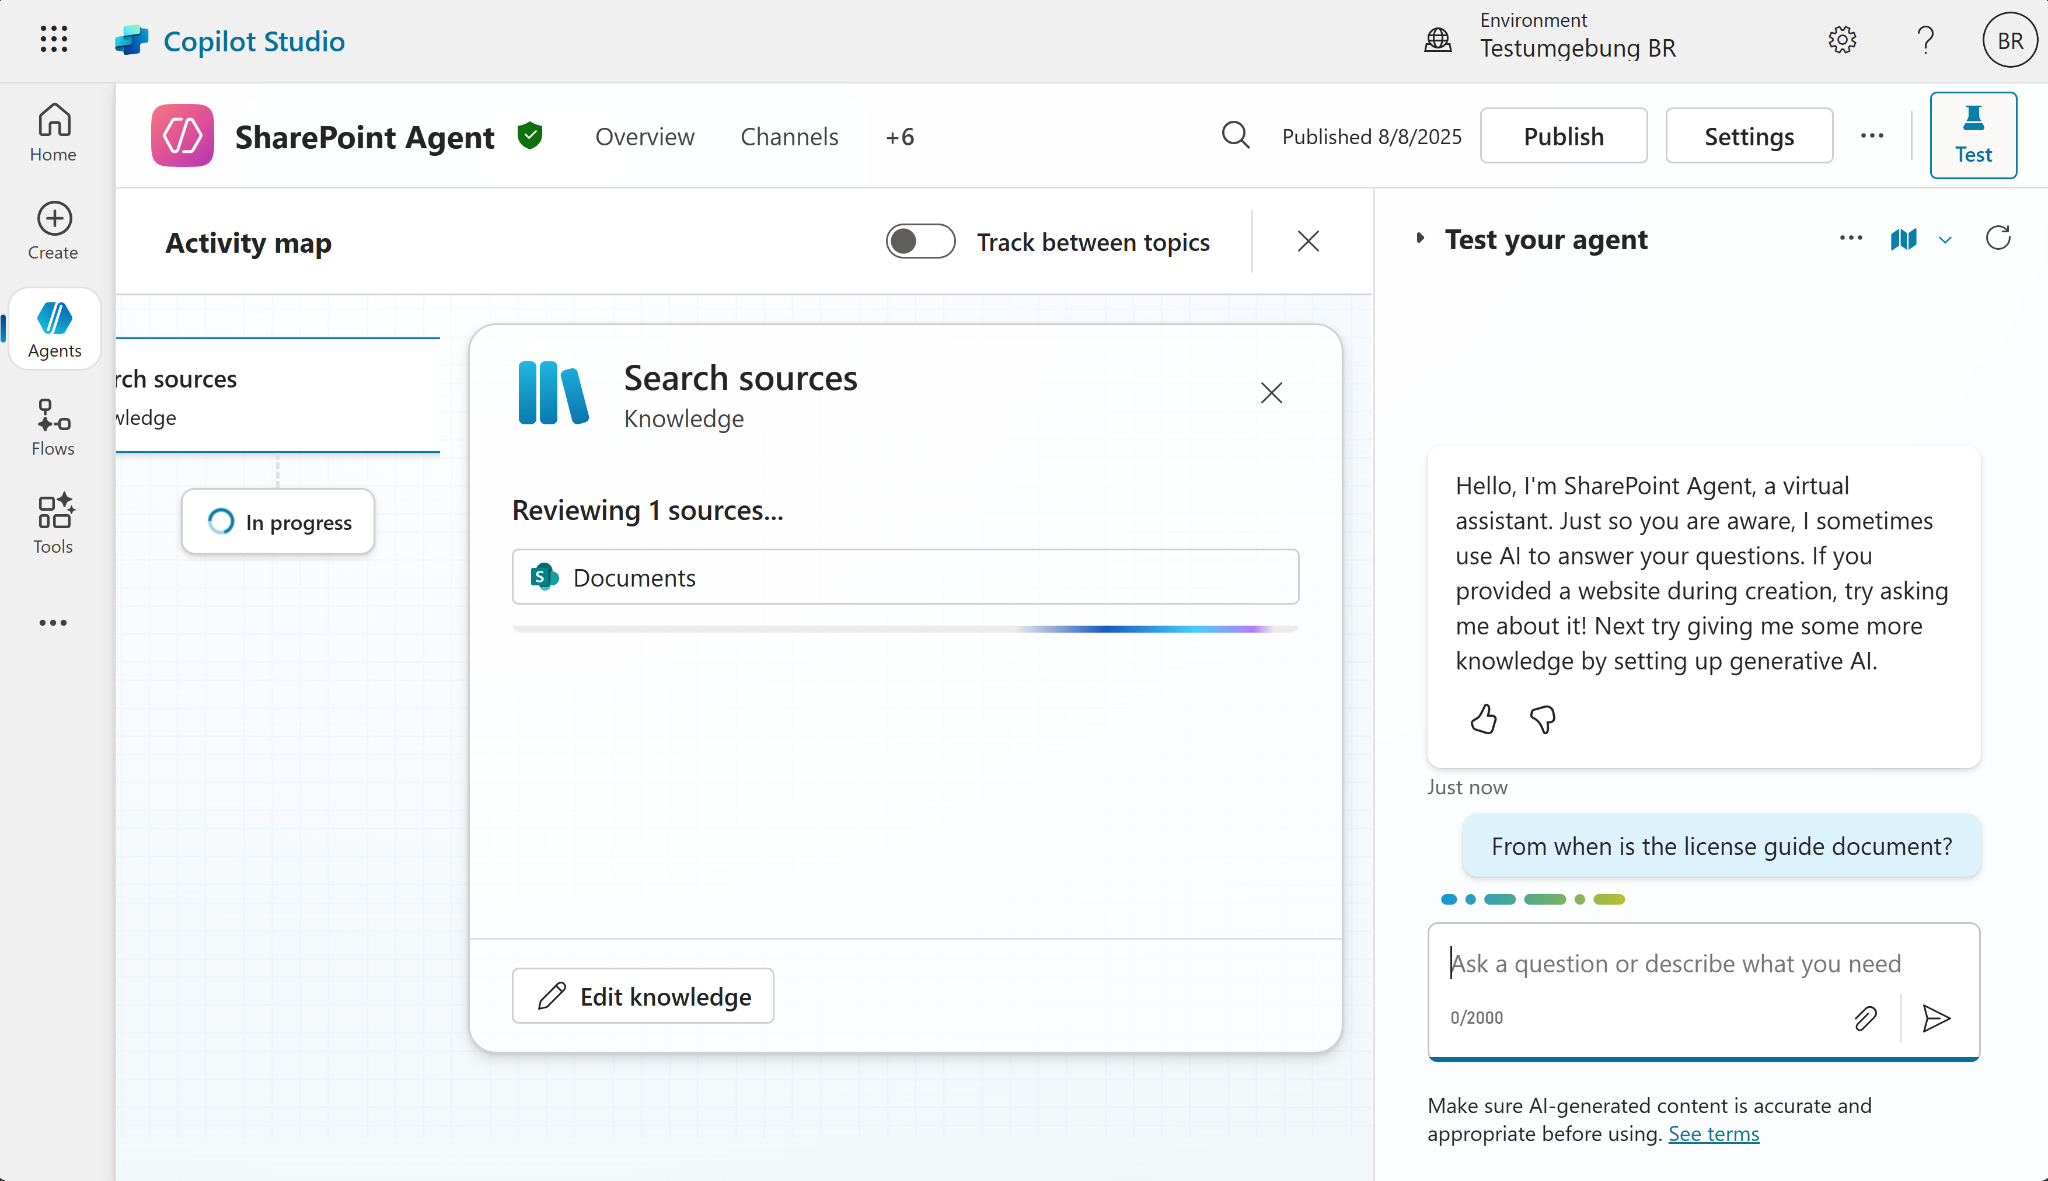 Copilot Studio
Environment
Testumgebung BR
BR
Home
Create
Agents
Flows
Tools
SharePoint Agent
Overview
Channels
+6
Published 8/8/2025
Publish
Settings
Test
Activity map
Track between topics
rch sources
wledge
In progress
Search sources
Knowledge
Reviewing 1 sources...
S
Documents
Edit knowledge
Test your agent
Hello, I'm SharePoint Agent, a virtual
assistant. Just so you are aware, I sometimes
use AI to answer your questions. If you
provided a website during creation, try asking
me about it! Next try giving me some more
knowledge by setting up generative AI.
Just now
From when is the license guide document?
Ask a question or describe what you need
0/2000
Make sure AI-generated content is accurate and
appropriate before using. See terms